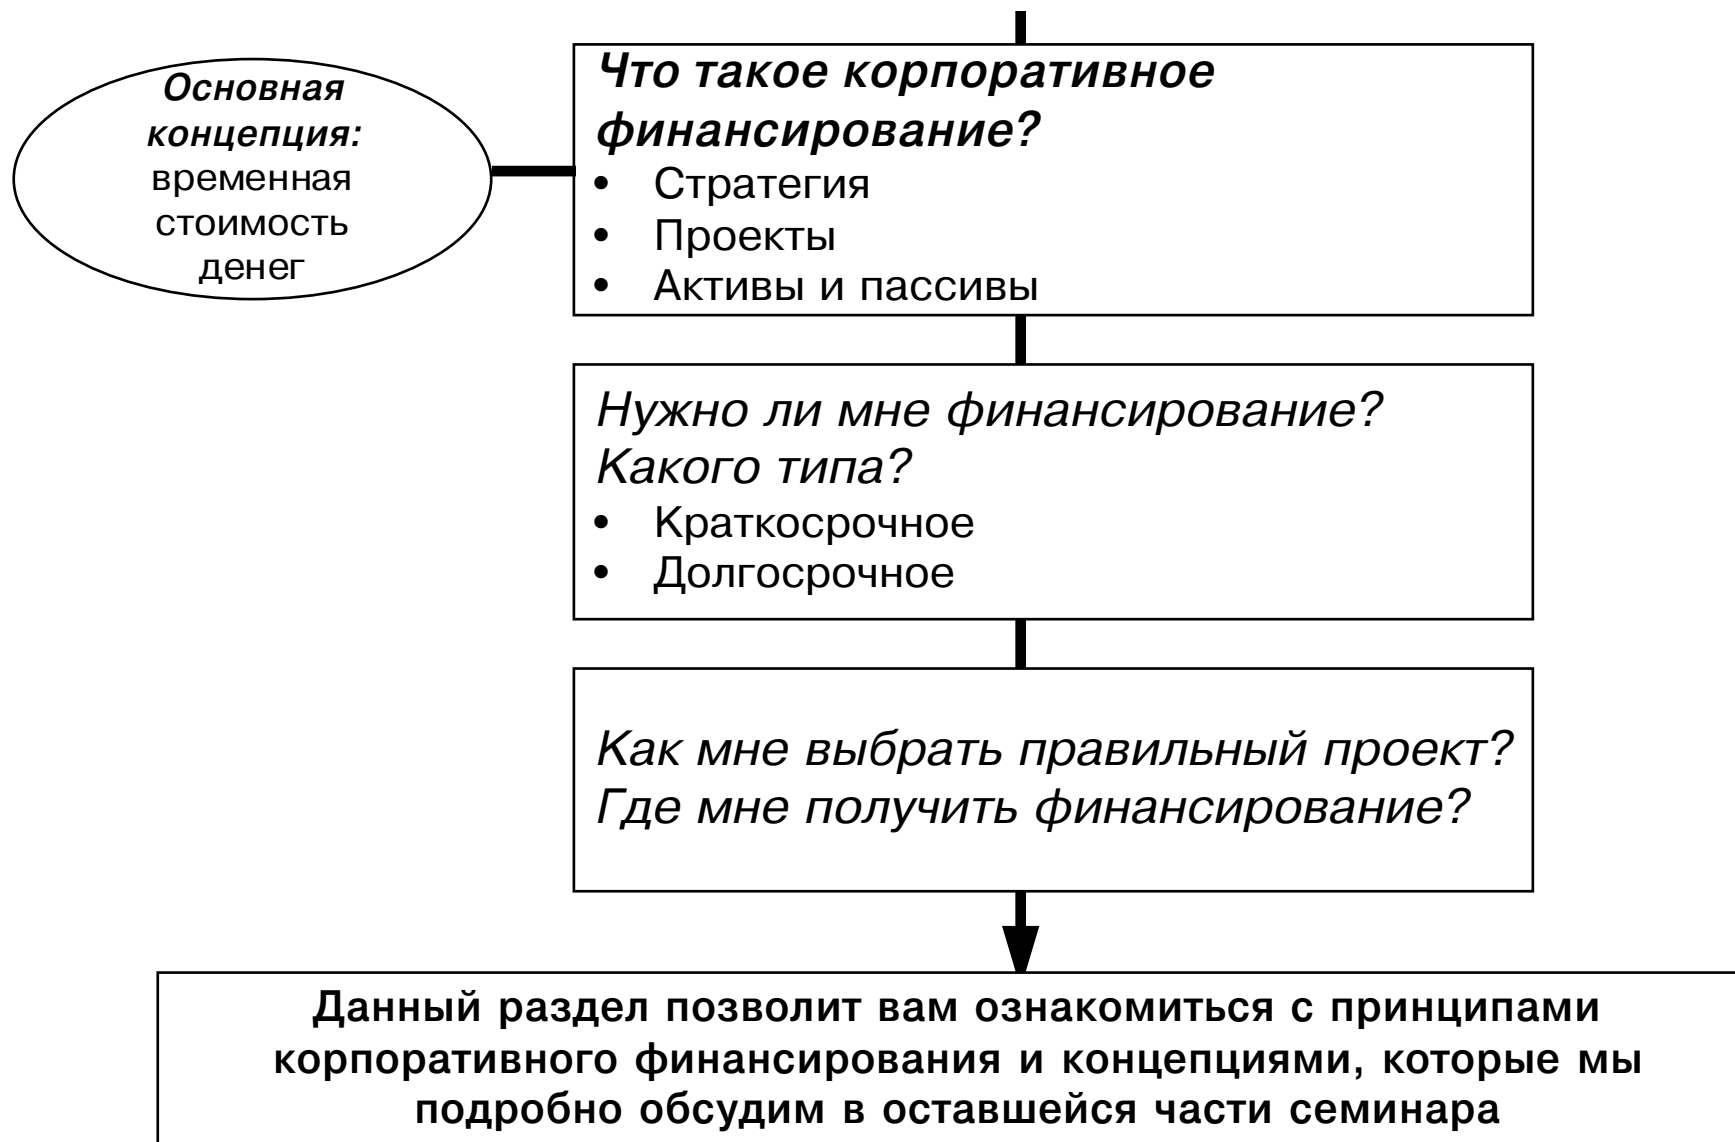 Основная
концепция:
временная
стоимость
денег
Что такое корпоративное
финансирование?
• Стратегия
• Проекты
• Активы и пассивы
Нужно ли мне финансирование?
Какого типа?
• Краткосрочное
• Долгосрочное
Как мне выбрать правильный проект?
Где мне получить финансирование?
Данный раздел позволит вам ознакомиться с принципами
корпоративного финансирования и концепциями, которые мы
подробно обсудим в оставшейся части семинара